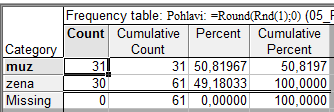 Frequency table: Pohlavi: =Round(Rnd(1);0) (05_
Category Count Cumulative Count Percent Cumulative Percent
muz 31 31 50,81967 50,8197
zena 30 61 49,18033 100,0000
Missing 0 61 0,00000 100,0000